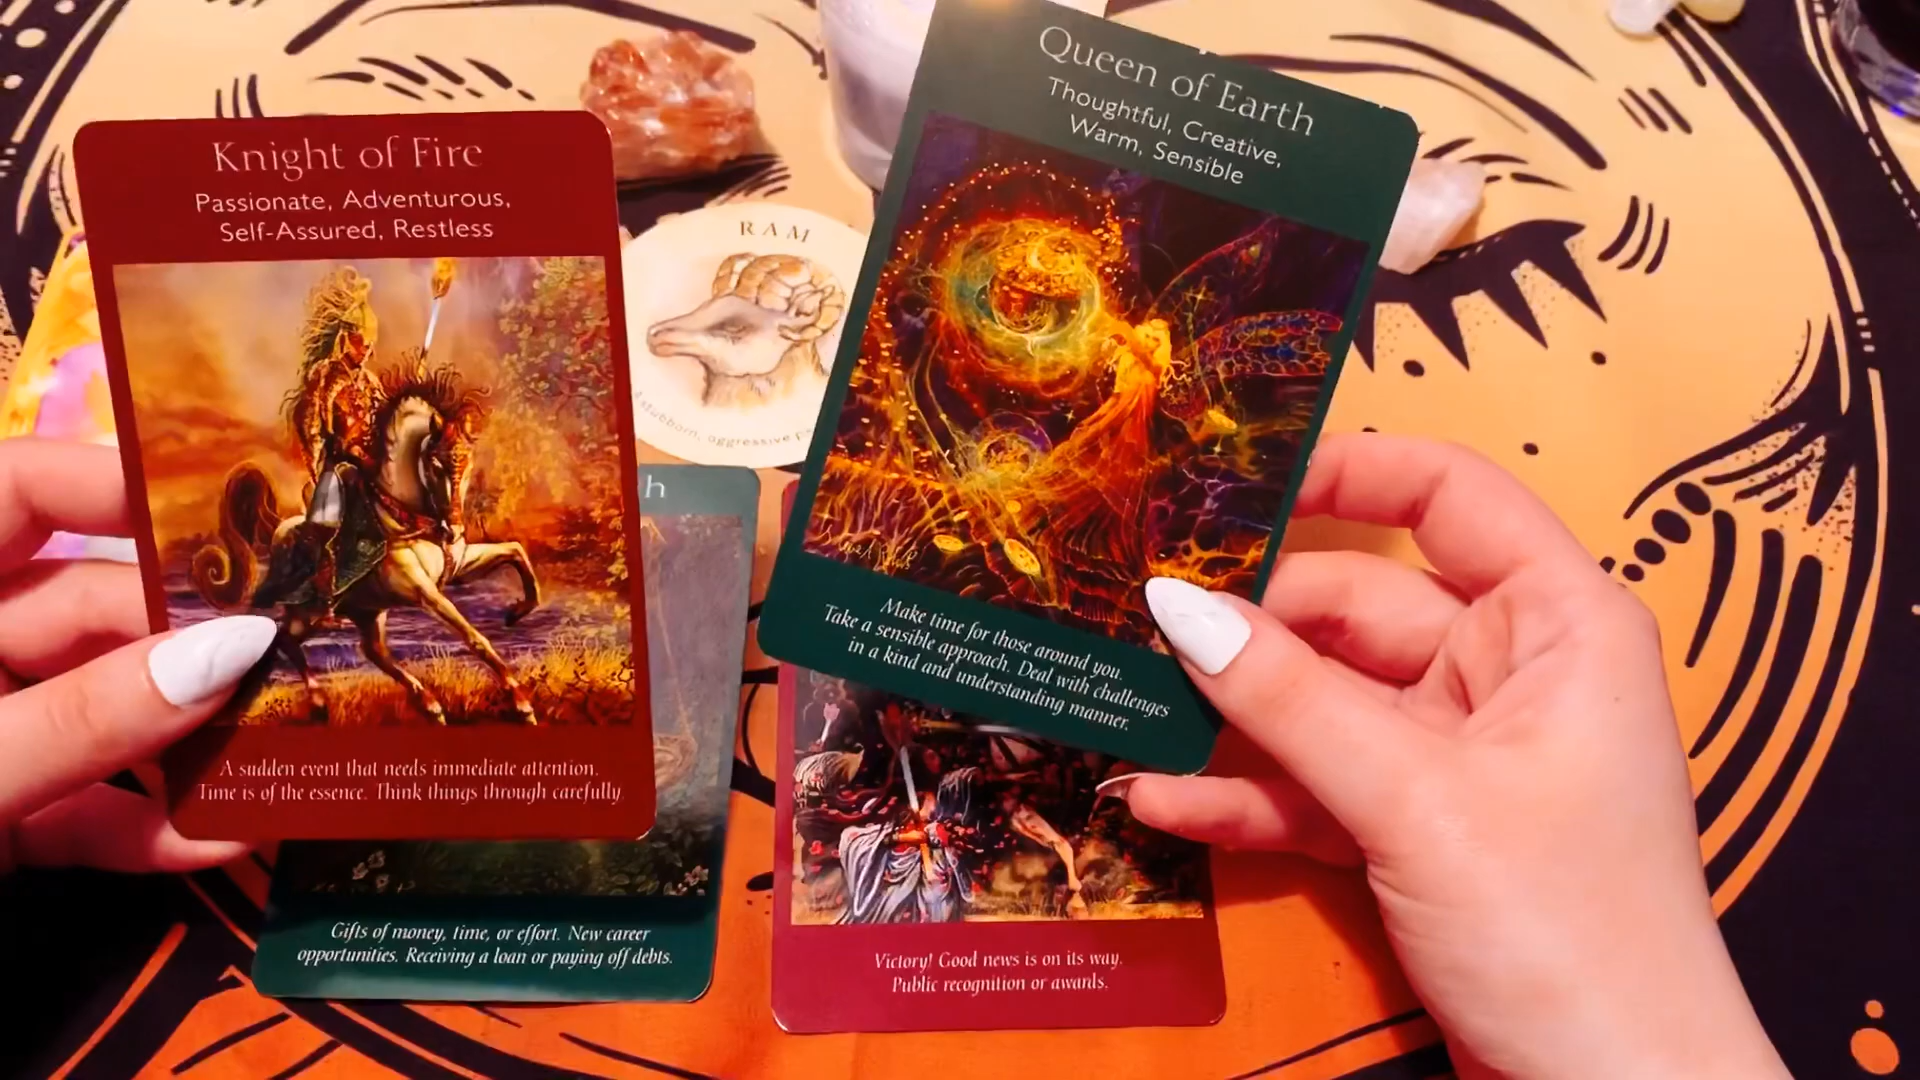 Knight of Fire
Passionate, Adventurous,
Self-Assured, Restless
A sudden event that needs immediate attention.
Time is of the essence. Think things through carefully.
RAM
stubborn, aggressive
Queen of Earth
Thoughtful, Creative,
Warm, Sensible
Make time for those around you.
Take a sensible approach. Deal with challenges
in a kind and understanding manner.
h
Gifts of money, time, or effort. New career
opportunities. Receiving a loan or paying off debts.
Victory! Good news is on its way.
Public recognition or awards.